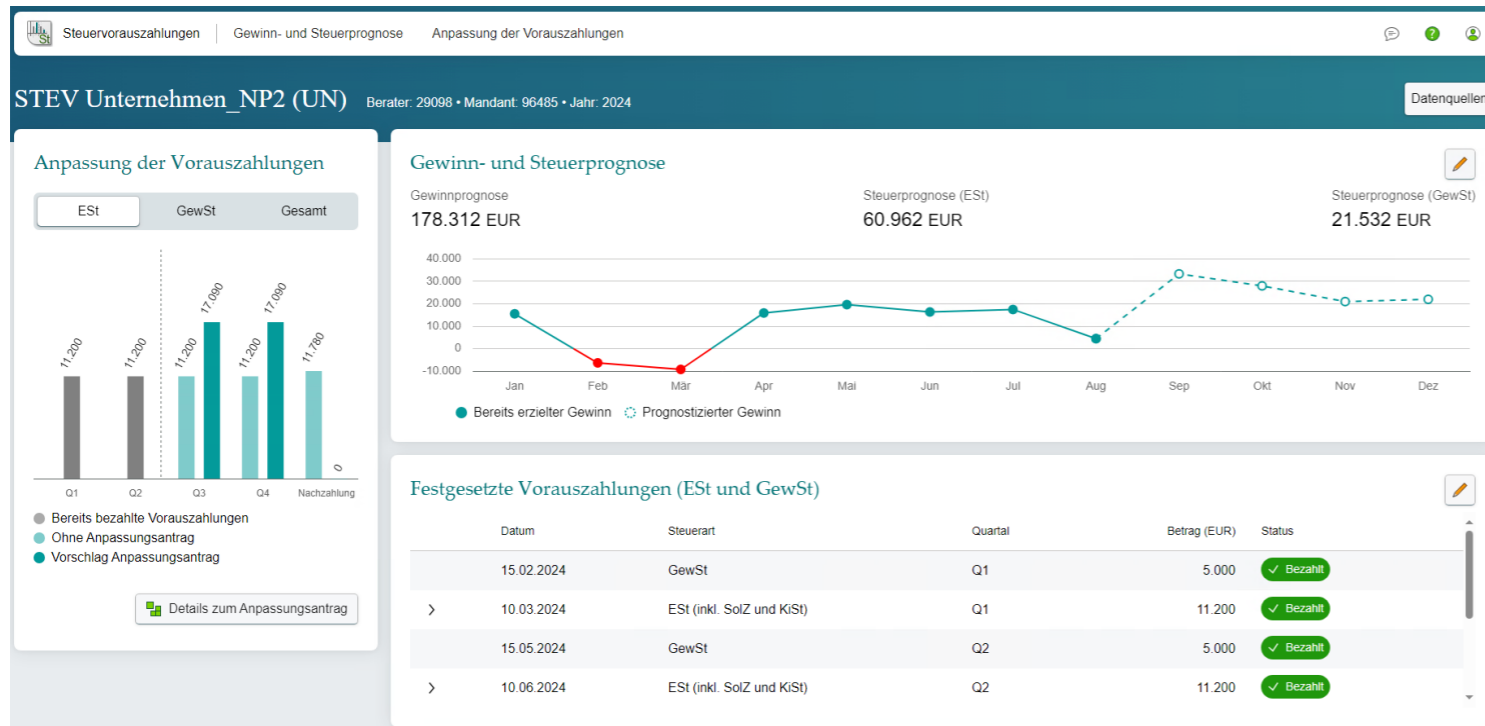 Steuervorauszahlungen Gewinn- und Steuerprognose Anpassung der Vorauszahlungen
STEV Unternehmen_NP2 (UN) Berater: 29098 • Mandant: 96485 • Jahr: 2024
Datenquellen
Anpassung der Vorauszahlungen
ESt GewSt Gesamt
11.200 11.200 11.200 17.090 11.200 17.090 11.780 0
Q1 Q2 Q3 Q4 Nachzahlung
Bereits bezahlte Vorauszahlungen
Ohne Anpassungsantrag
Vorschlag Anpassungsantrag
Details zum Anpassungsantrag
Gewinn- und Steuerprognose
Gewinnprognose Steuerprognose (ESt) Steuerprognose (GewSt)
178.312 EUR 60.962 EUR 21.532 EUR
40.000
30.000
20.000
10.000
0
-10.000
Jan Feb Mär Apr Mai Jun Jul Aug Sep Okt Nov Dez
Bereits erzielter Gewinn Prognostizierter Gewinn
Festgesetzte Vorauszahlungen (ESt und GewSt)
Datum Steuerart Quartal Betrag (EUR) Status
15.02.2024 GewSt Q1 5.000 Bezahlt
10.03.2024 ESt (inkl. SolZ und KiSt) Q1 11.200 Bezahlt
15.05.2024 GewSt Q2 5.000 Bezahlt
10.06.2024 ESt (inkl. SolZ und KiSt) Q2 11.200 Bezahlt